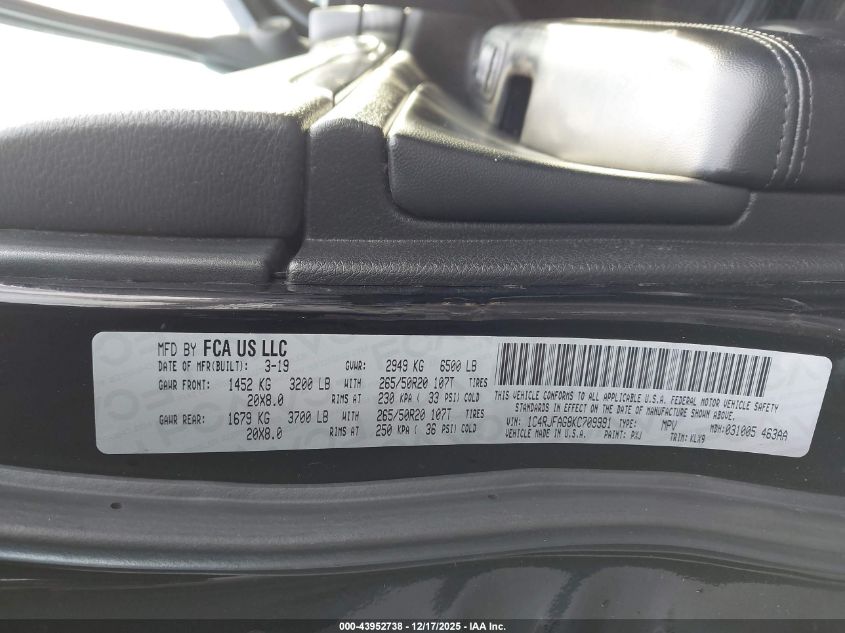 MFD BY FCA US LLC
DATE OF MFR(BUILT): 3-19 GVWR: 2949 KG 6500 LB
GAWR FRONT: 1452 KG 3200 LB WITH 265/50R20 107T TIRES
20X8.0 RIMS AT 230 KPA ( 33 PSI) COLD
GAWR REAR: 1679 KG 3700 LB WITH 265/50R20 107T TIRES
20X8.0 RIMS AT 250 KPA ( 36 PSI) COLD
THIS VEHICLE CONFORMS TO ALL APPLICABLE U.S.A. FEDERAL MOTOR VEHICLE SAFETY
STANDARDS IN EFFECT ON THE DATE OF MANUFACTURE SHOWN ABOVE.
VIN: 1C4RJFAG9KC709991 TYPE: MPV MDH: 031005 463AA
VEHICLE MADE IN U.S.A. PAINT: PXJ TRIM: KLX9
000-43952738 - 12/17/2025 - IAA Inc.